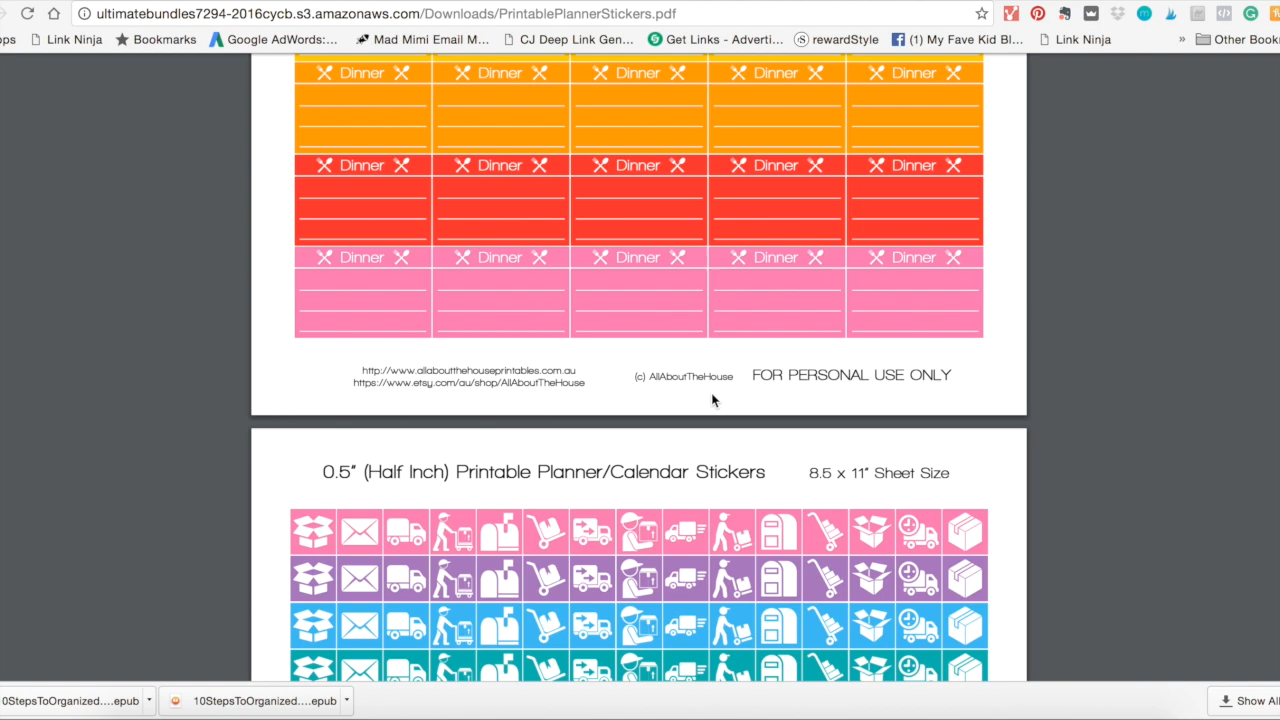 ultimatebundles7294-2016cycb.s3.amazonaws.com/Downloads/PrintablePlannerStickers.pdf
ops Link Ninja Bookmarks Google AdWords:... Mad Mimi Email M... CJ Deep Link Gen... Get Links - Adverti... rewardStyle (1) My Fave Kid Bl... Link Ninja » Other Book
Dinner Dinner Dinner Dinner Dinner
Dinner Dinner Dinner Dinner Dinner
Dinner Dinner Dinner Dinner Dinner
http://www.allaboutthehouseprintables.com.au
https://www.etsy.com/au/shop/AllAboutTheHouse
(c) AllAboutTheHouse FOR PERSONAL USE ONLY
0.5" (Half Inch) Printable Planner/Calendar Stickers 8.5 x 11" Sheet Size
0StepsToOrganized....epub 10StepsToOrganized....epub Show All